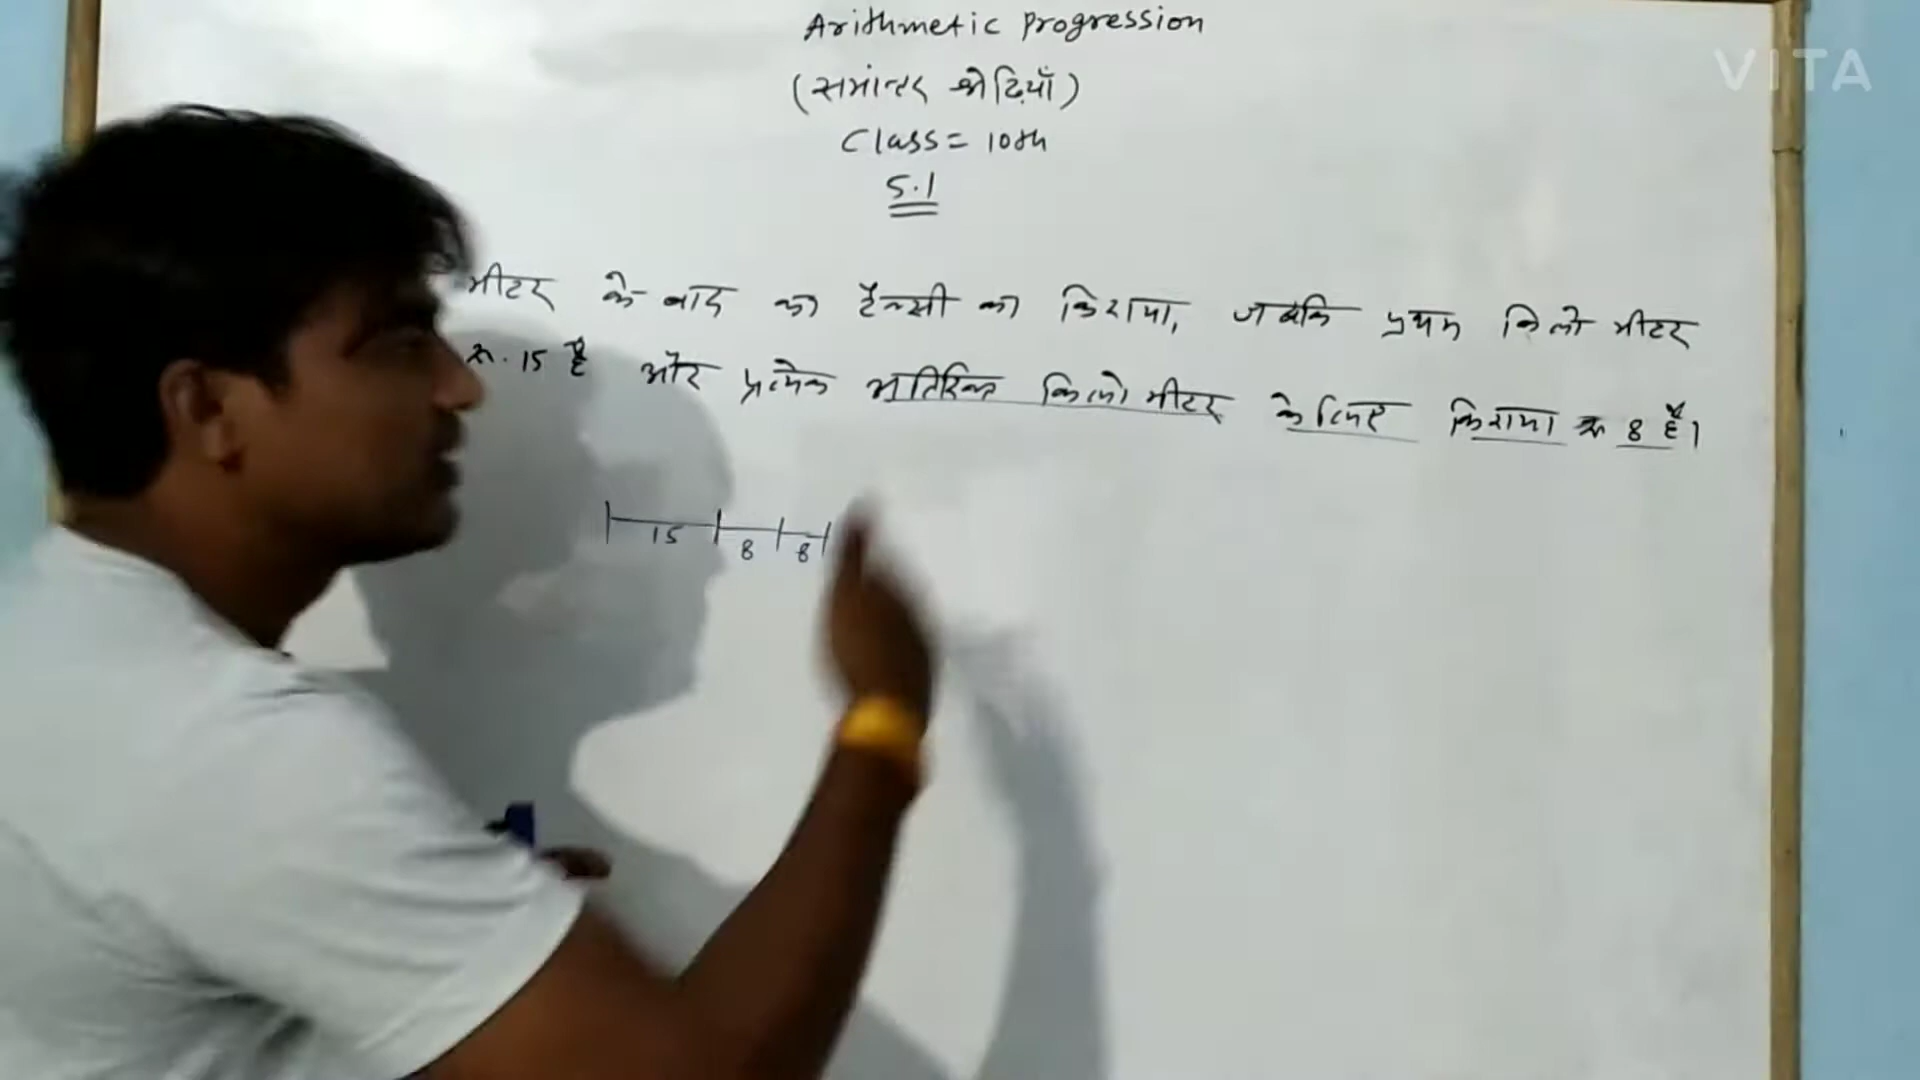 Arithmetic progression
VITA
(समांतर श्रेढ़ियाँ)
Class = 10th
5.1
मीटर के बाद का टैक्सी का किराया, जबकि प्रथम किलो मीटर
रू. 15 है और प्रत्येक अतिरिक्त किलो मीटर के लिए किराया रू 8 है।
15 8 8